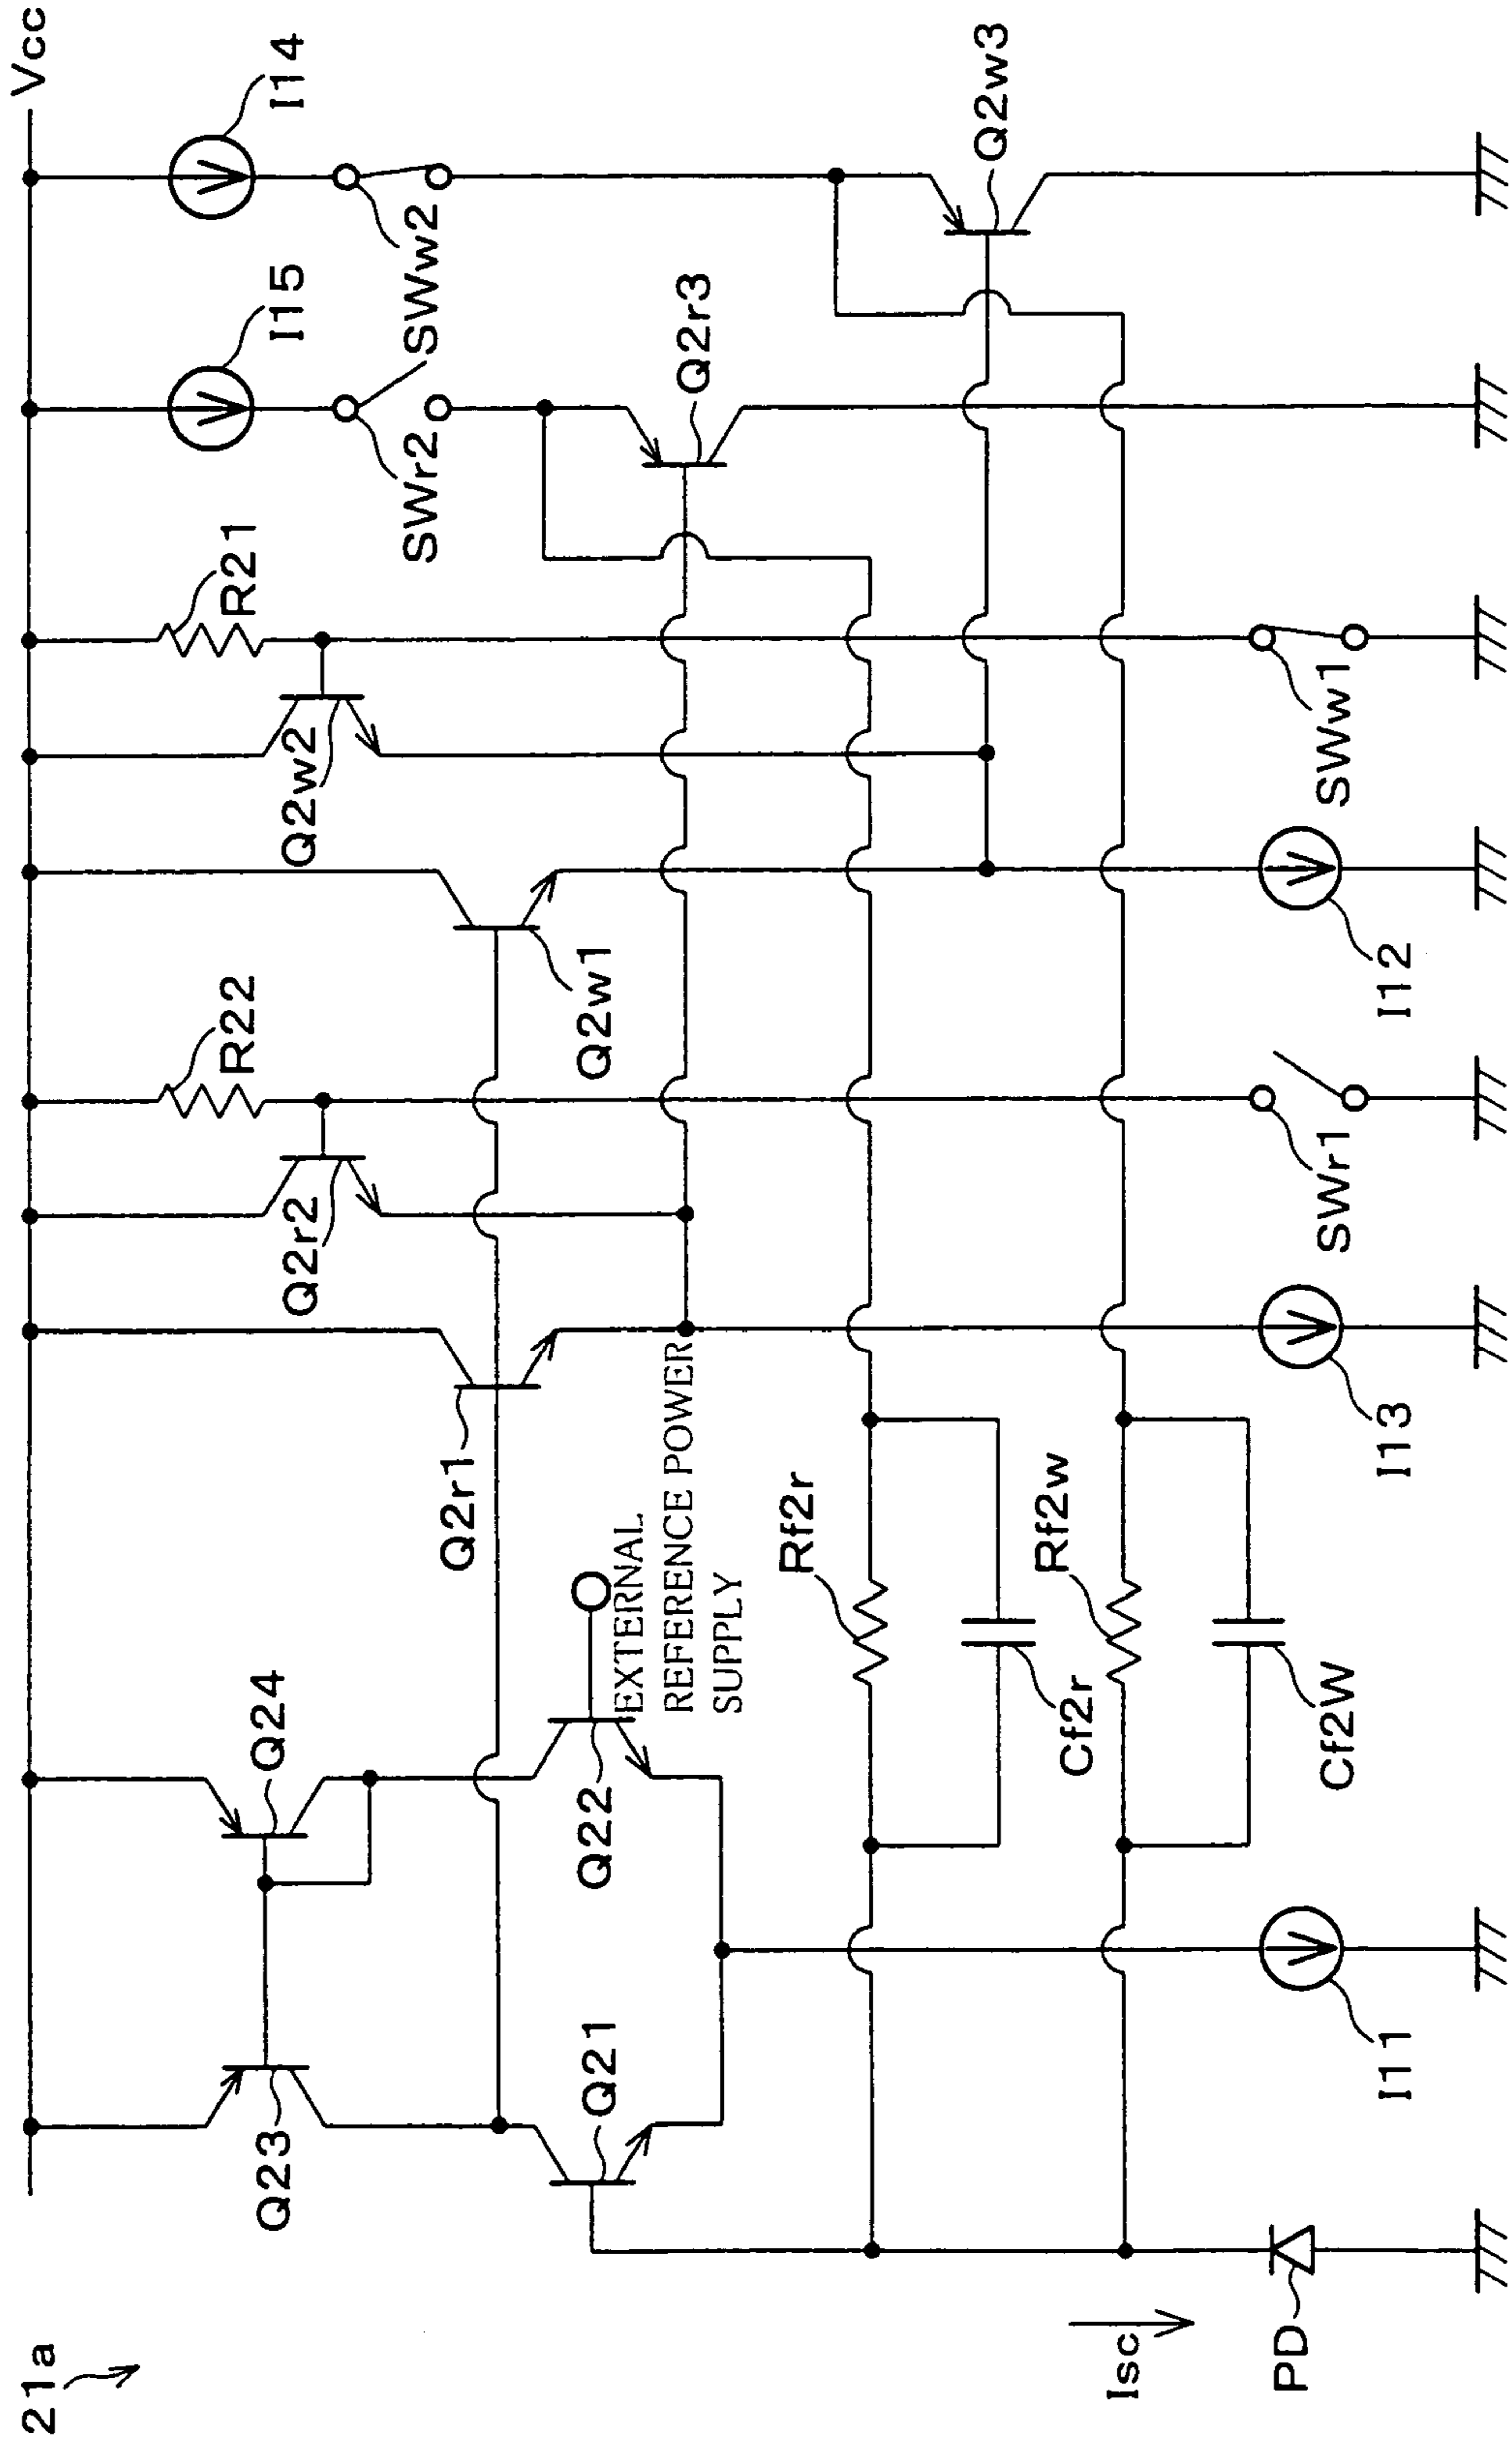 21a
Vcc
I14
I15
SWw2
SWr2
Q2w3
Q2r3
R21
Q2w2
SWw1
Q2w1
I12
R22
Q2r2
SWr1
Q2r1
I13
EXTERNAL
REFERENCE POWER
SUPPLY
Rf2r
Cf2r
Rf2w
Cf2W
Q24
Q22
Q23
Q21
I11
Isc
PD